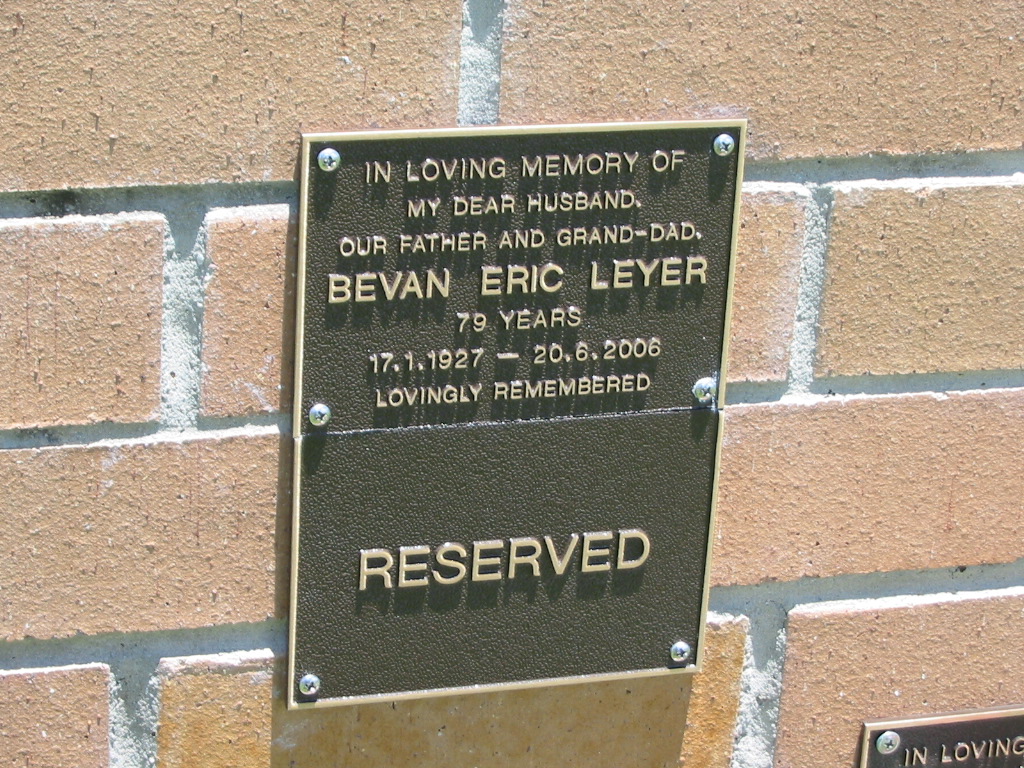 IN LOVING MEMORY OF
MY DEAR HUSBAND.
OUR FATHER AND GRAND-DAD.
BEVAN ERIC LEYER
79 YEARS
17.1.1927 — 20.6.2006
LOVINGLY REMEMBERED
RESERVED
IN LOVING